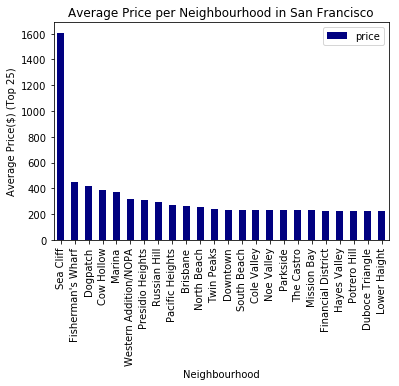 Average Price per Neighbourhood in San Francisco
price
Average Price($) (Top 25)
1600
1400
1200
1000
800
600
400
200
0
Sea Cliff
Fisherman's Wharf
Dogpatch
Cow Hollow
Marina
Western Addition/NOPA
Presidio Heights
Russian Hill
Pacific Heights
Brisbane
North Beach
Twin Peaks
Downtown
South Beach
Cole Valley
Noe Valley
Parkside
The Castro
Mission Bay
Financial District
Hayes Valley
Potrero Hill
Duboce Triangle
Lower Haight
Neighbourhood